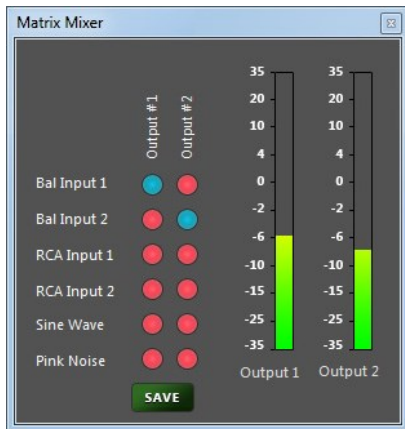 Matrix Mixer
Output #1
Output #2
Bal Input 1
Bal Input 2
RCA Input 1
RCA Input 2
Sine Wave
Pink Noise
SAVE
35
20
10
4
0
-2
-6
-10
-15
-25
-35
Output 1
35
20
10
4
0
-2
-6
-10
-15
-25
-35
Output 2